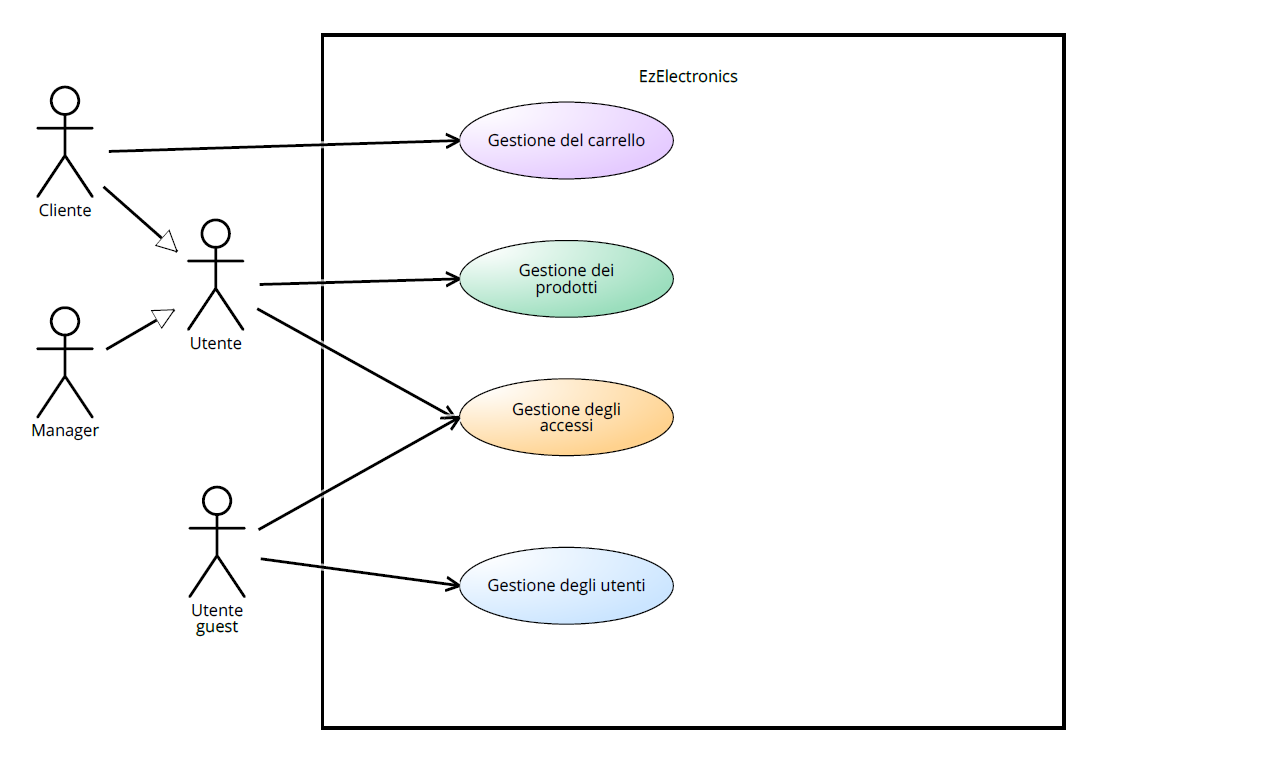 EzElectronics
Gestione del carrello
Cliente
Gestione dei
prodotti
Utente
Gestione degli
accessi
Manager
Gestione degli utenti
Utente
guest